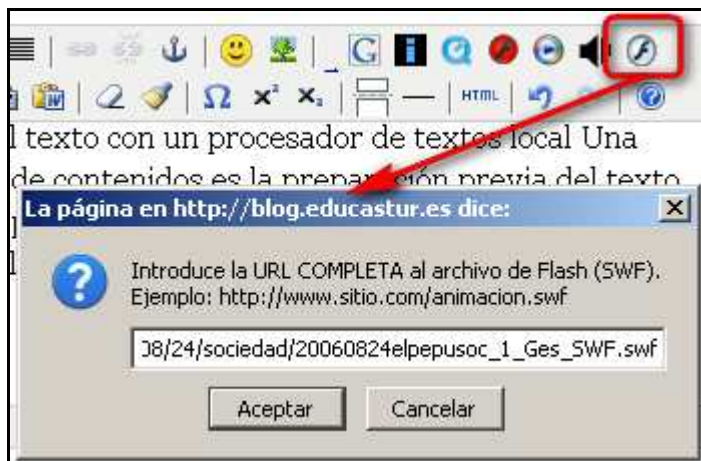 HTML
l texto con un procesador de textos local Una
de contenidos es la preparación previa del texto
La página en http://blog.educastur.es dice:
Introduce la URL COMPLETA al archivo de Flash (SWF).
Ejemplo: http://www.sitio.com/animacion.swf
08/24/sociedad/20060824elpepusoc_1_Ges_SWF.swf
Aceptar Cancelar